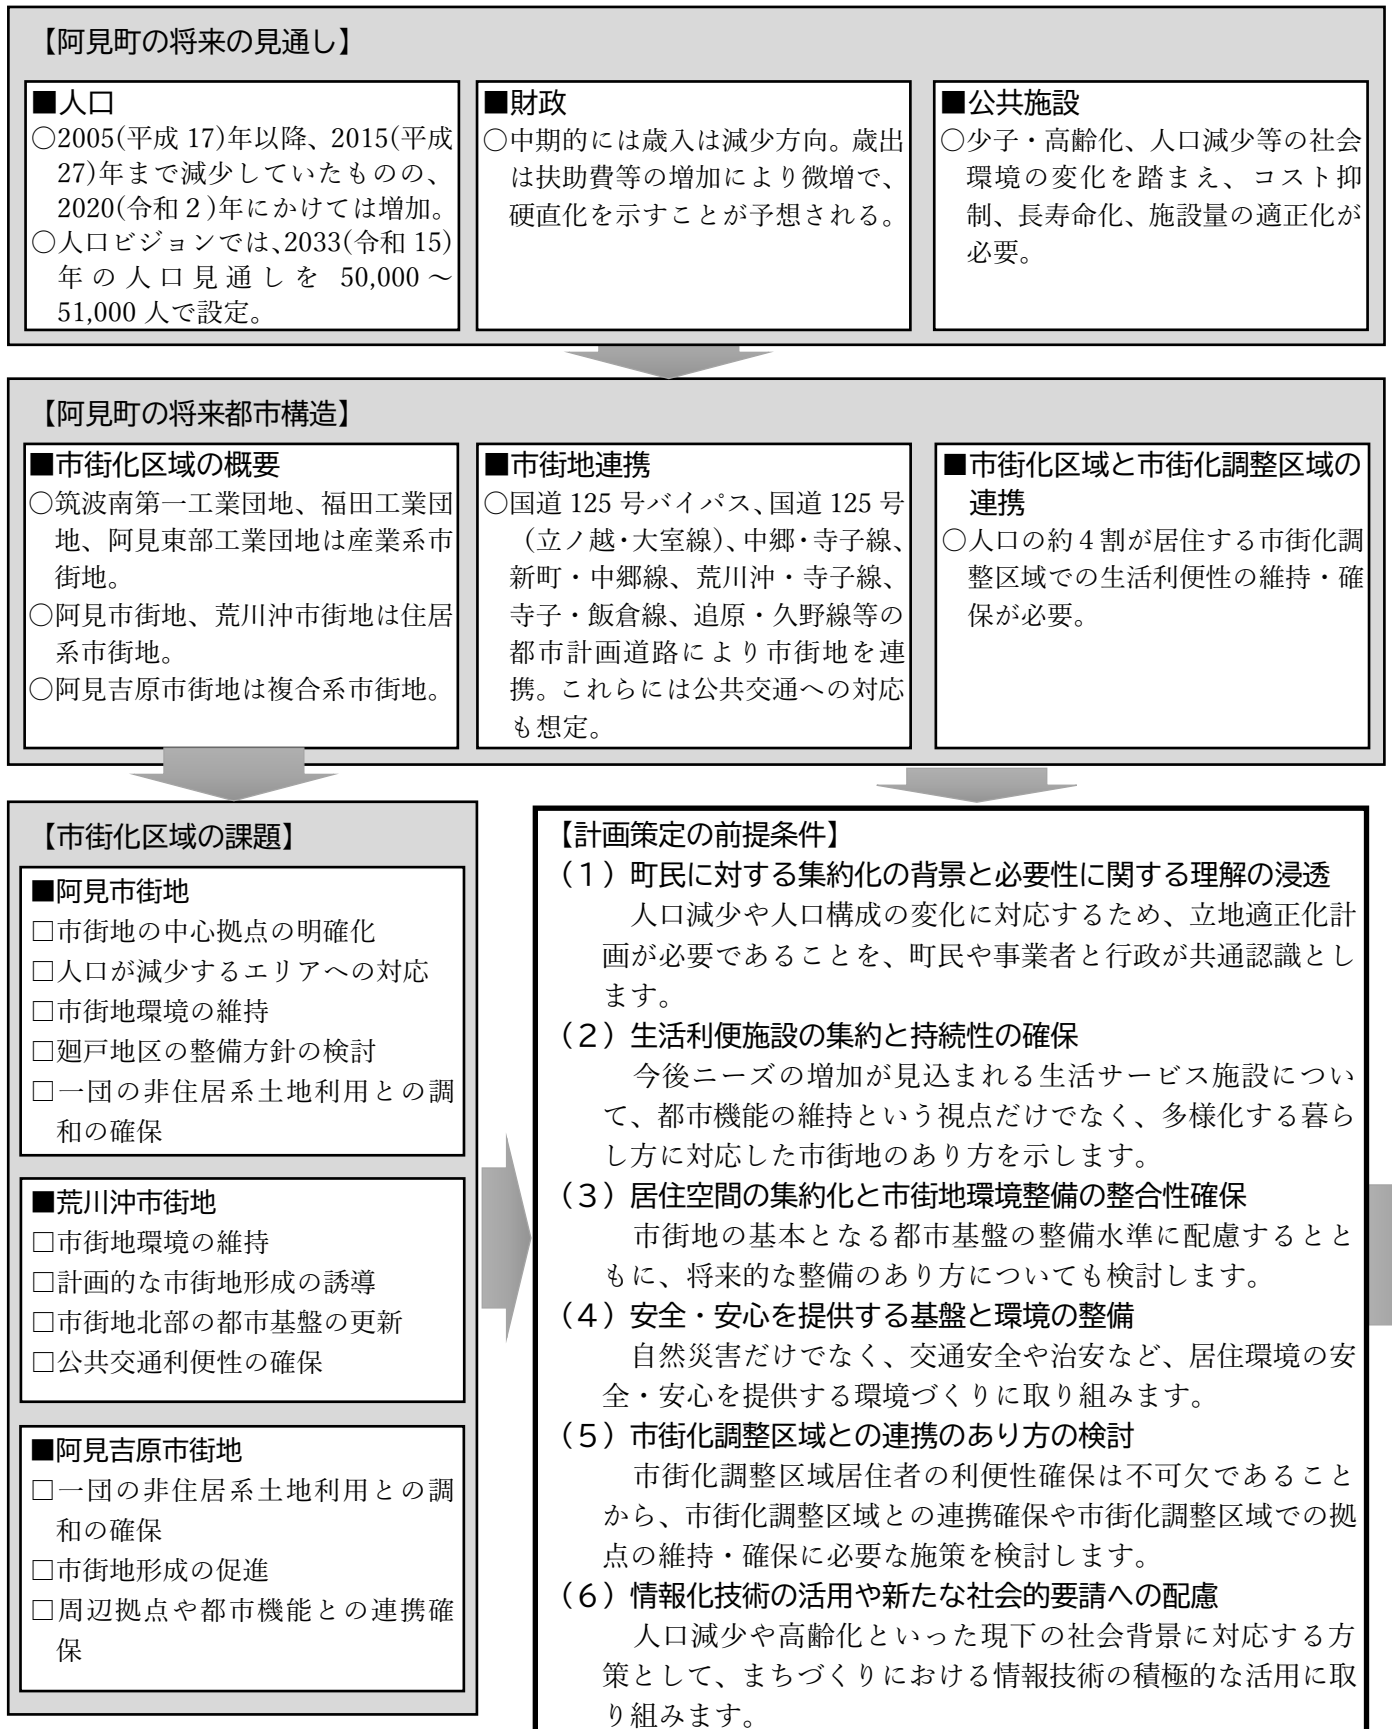 【阿見町の将来の見通し】
■人口
○2005(平成 17)年以降、2015(平成
27)年まで減少していたものの、
2020(令和２)年にかけては増加。
○人口ビジョンでは、2033(令和 15)
年の人口見通しを 50,000～
51,000 人で設定。
■財政
○中期的には歳入は減少方向。歳出
は扶助費等の増加により微増で、
硬直化を示すことが予想される。
■公共施設
○少子・高齢化、人口減少等の社会
環境の変化を踏まえ、コスト抑
制、長寿命化、施設量の適正化が
必要。
【阿見町の将来都市構造】
■市街化区域の概要
○筑波南第一工業団地、福田工業団
地、阿見東部工業団地は産業系市
街地。
○阿見市街地、荒川沖市街地は住居
系市街地。
○阿見吉原市街地は複合系市街地。
■市街地連携
○国道 125 号バイパス、国道 125 号
（立ノ越・大室線）、中郷・寺子線、
新町・中郷線、荒川沖・寺子線、
寺子・飯倉線、追原・久野線等の
都市計画道路により市街地を連
携。これらには公共交通への対応
も想定。
■市街化区域と市街化調整区域の
連携
○人口の約４割が居住する市街化調
整区域での生活利便性の維持・確
保が必要。
【市街化区域の課題】
■阿見市街地
□市街地の中心拠点の明確化
□人口が減少するエリアへの対応
□市街地環境の維持
□廻戸地区の整備方針の検討
□一団の非住居系土地利用との調
和の確保
■荒川沖市街地
□市街地環境の維持
□計画的な市街地形成の誘導
□市街地北部の都市基盤の更新
□公共交通利便性の確保
■阿見吉原市街地
□一団の非住居系土地利用との調
和の確保
□市街地形成の促進
□周辺拠点や都市機能との連携確
保
【計画策定の前提条件】
（１）町民に対する集約化の背景と必要性に関する理解の浸透
人口減少や人口構成の変化に対応するため、立地適正化計
画が必要であることを、町民や事業者と行政が共通認識とし
ます。
（２）生活利便施設の集約と持続性の確保
今後ニーズの増加が見込まれる生活サービス施設につい
て、都市機能の維持という視点だけでなく、多様化する暮ら
し方に対応した市街地のあり方を示します。
（３）居住空間の集約化と市街地環境整備の整合性確保
市街地の基本となる都市基盤の整備水準に配慮するとと
もに、将来的な整備のあり方についても検討します。
（４）安全・安心を提供する基盤と環境の整備
自然災害だけでなく、交通安全や治安など、居住環境の安
全・安心を提供する環境づくりに取り組みます。
（５）市街化調整区域との連携のあり方の検討
市街化調整区域居住者の利便性確保は不可欠であること
から、市街化調整区域との連携確保や市街化調整区域での拠
点の維持・確保に必要な施策を検討します。
（６）情報化技術の活用や新たな社会的要請への配慮
人口減少や高齢化といった現下の社会背景に対応する方
策として、まちづくりにおける情報技術の積極的な活用に取
り組みます。